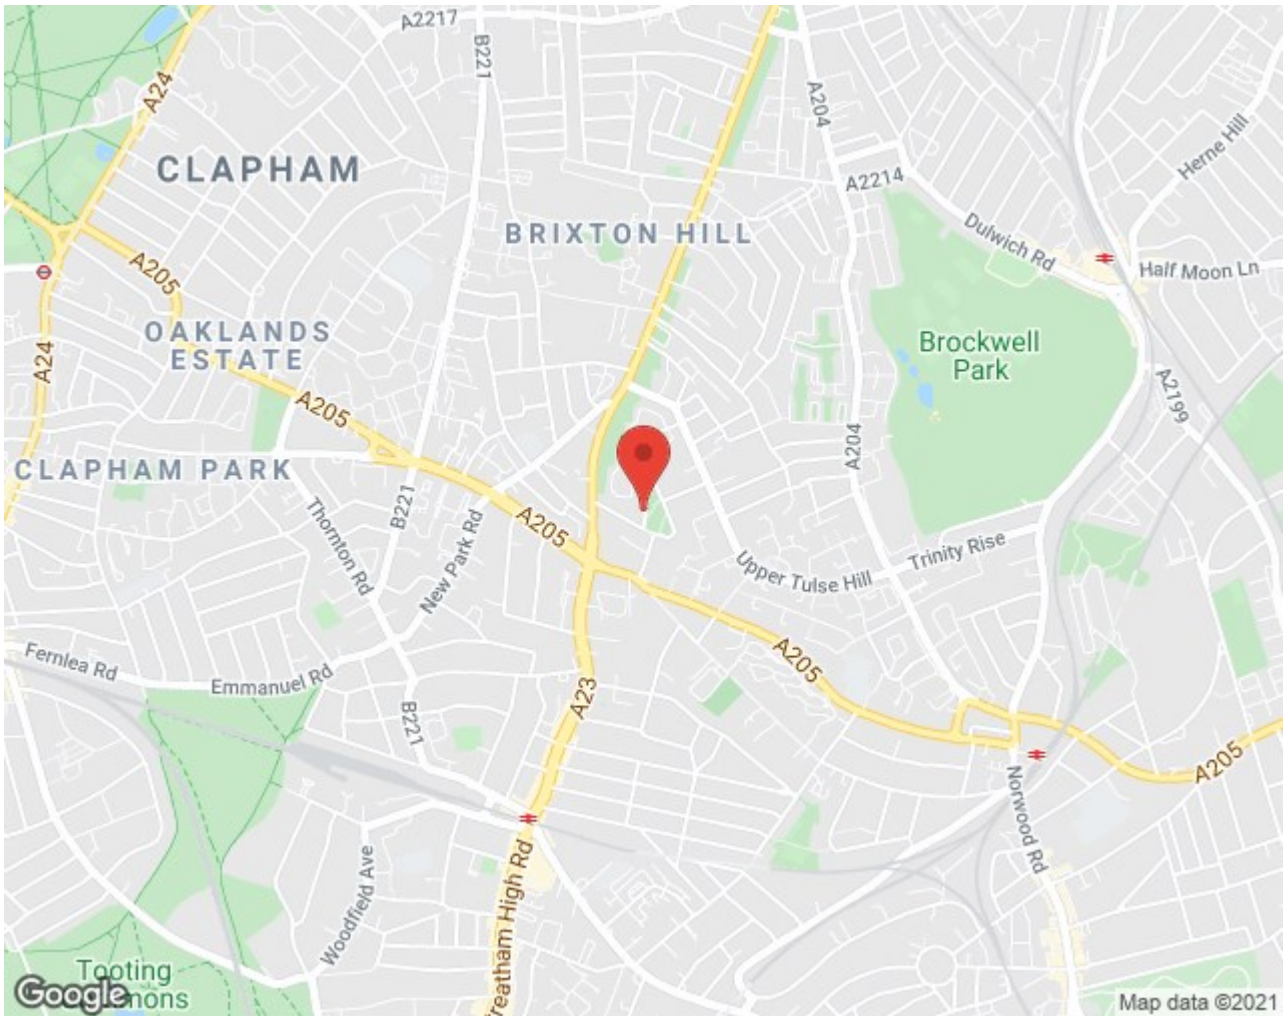 A2217
B221
A24
A204
CLAPHAM
A2214
Herne Hill
BRIXTON HILL
Dulwich Rd
Half Moon Ln
A205
OAKLANDS
ESTATE
A24
Brockwell
Park
A2199
A205
A204
CLAPHAM PARK
B221
Thornton Rd
New Park Rd
A205
Upper Tulse Hill
Trinity Rise
Fernlea Rd
Emmanuel Rd
A205
A23
B221
A205
Norwood Rd
Woodfield Ave
reatham High Rd
Tooting
mmons
Google
Map data ©2021